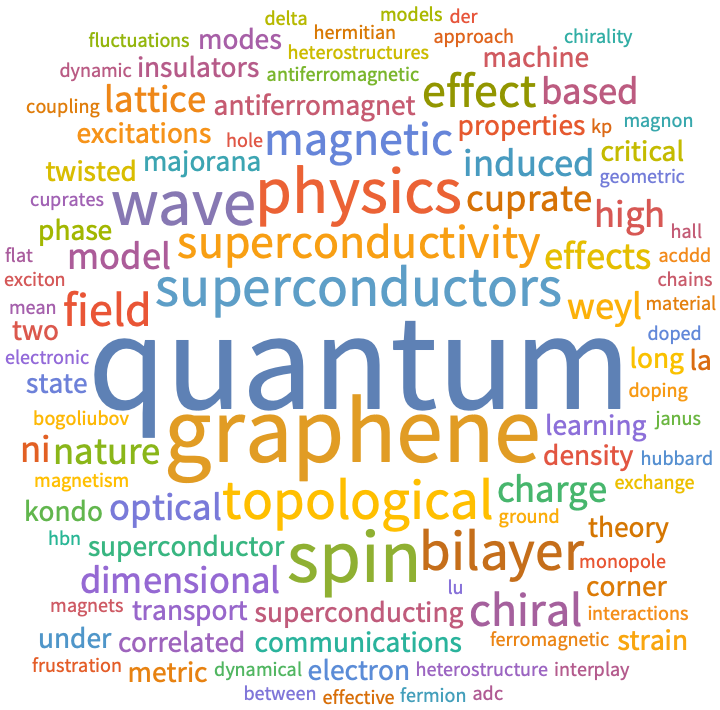 delta models der
fluctuations modes hermitian approach chirality
heterostructures machine
dynamic insulators antiferromagnetic effect based
coupling lattice antiferromagnet
excitations hole magnetic properties kp magnon
twisted majorana induced critical
cuprates wave physics cuprate geometric
phase high hall
flat model superconductivity effects acddd
exciton superconductors chains
mean field weyl material
two doped
electronic quantum long la
state doping
bogoliubov graphene learning janus
ni nature density hubbard
magnetism topological charge exchange
kondo optical ground
hbn superconductor spin bilayer theory
monopole
dimensional lu corner
magnets transport superconducting chiral interactions
under correlated communications ferromagnetic strain
frustration metric dynamical electron heterostructure interplay
between effective fermion adc